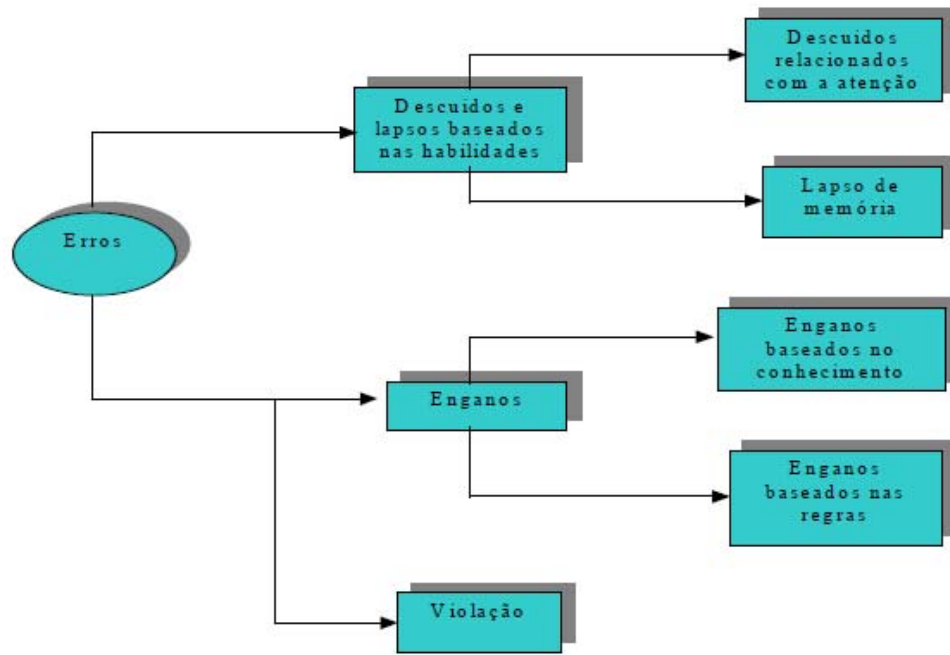 Descuidos
relacionados
com a atenção
Descuidos e
lapsos baseados
nas habilidades
Lapso de
memória
Erros
Enganos
baseados no
conhecimento
Enganos
Enganos
baseados nas
regras
Violação